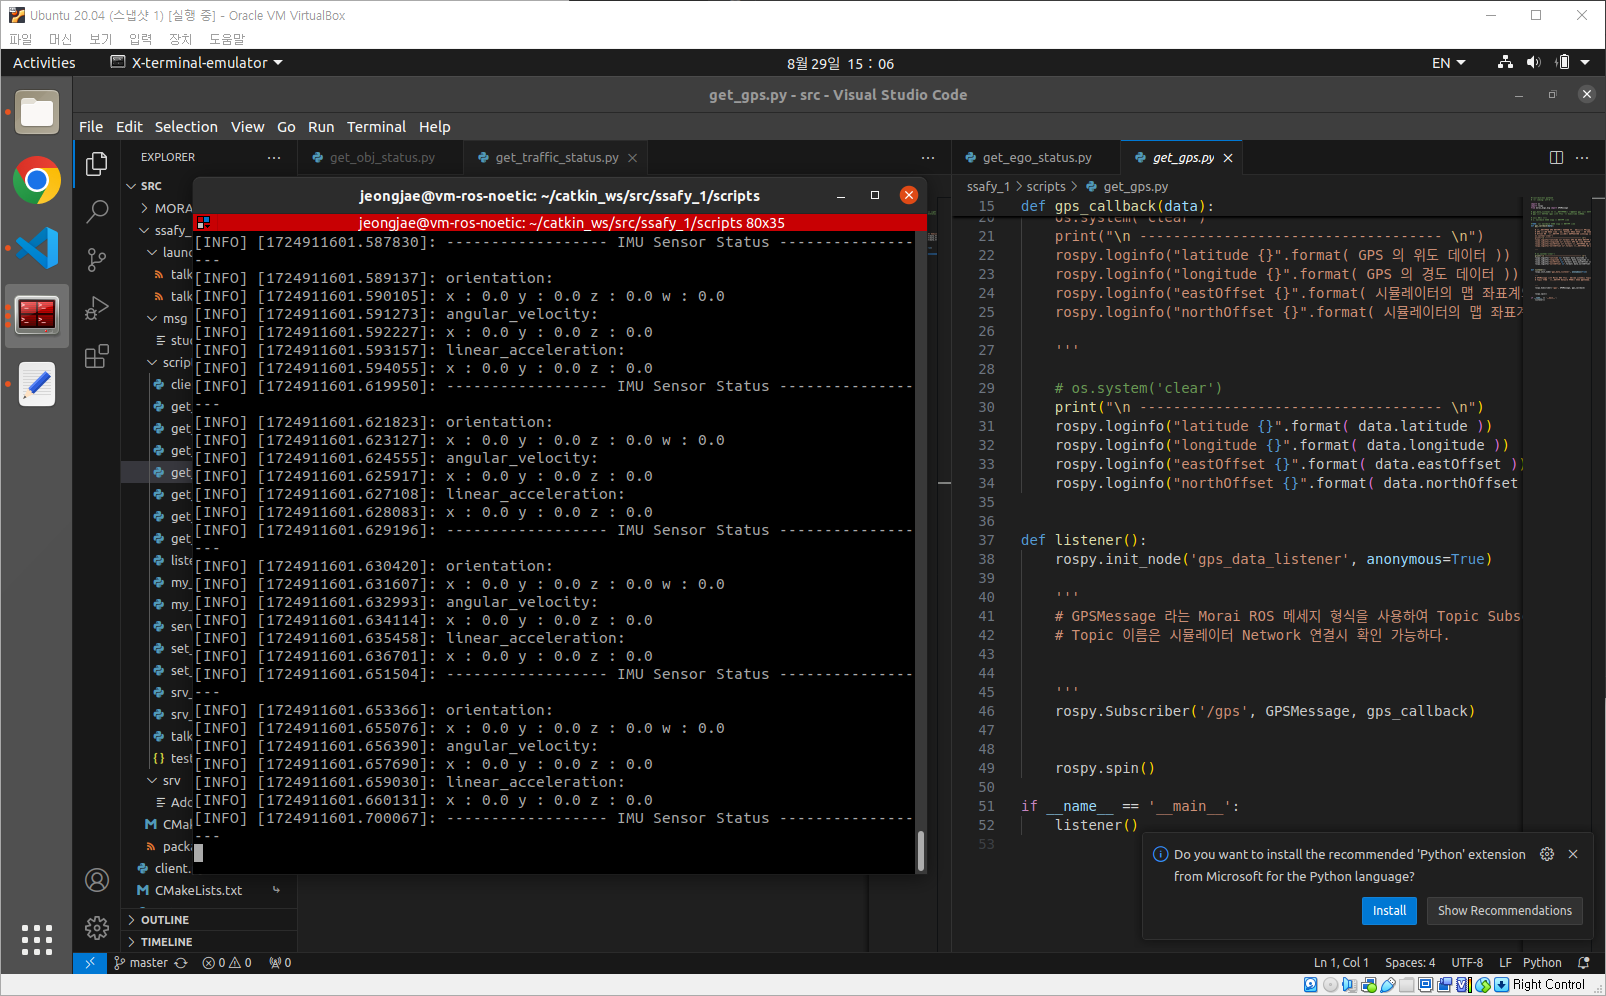 Ubuntu 20.04 (스냅샷 1) [실행 중] - Oracle VM VirtualBox
파일 머신 보기 입력 장치 도움말
Activities X-terminal-emulator 8월 29일 15 : 06 EN
get_gps.py - src - Visual Studio Code
File Edit Selection View Go Run Terminal Help
EXPLORER
SRC
MORA
ssafy_
launc
talk
talk
msg
stuc
scrip
clie
get_
get_
get_
get_
get_
get_
get_
liste
my_
my_
serv
set_
set_
srv_
srv_
talk
test
srv
Add
CMak
packa
client.
CMakeLists.txt
OUTLINE
TIMELINE
get_obj_status.py get_traffic_status.py
jeongjae@vm-ros-noetic: ~/catkin_ws/src/ssafy_1/scripts
jeongjae@vm-ros-noetic: ~/catkin_ws/src/ssafy_1/scripts 80x35
[INFO] [1724911601.587830]: ------------------ IMU Sensor Status ---------------
---
[INFO] [1724911601.589137]: orientation:
[INFO] [1724911601.590105]: x : 0.0 y : 0.0 z : 0.0 w : 0.0
[INFO] [1724911601.591273]: angular_velocity:
[INFO] [1724911601.592227]: x : 0.0 y : 0.0 z : 0.0
[INFO] [1724911601.593157]: linear_acceleration:
[INFO] [1724911601.594055]: x : 0.0 y : 0.0 z : 0.0
[INFO] [1724911601.619950]: ------------------ IMU Sensor Status ---------------
---
[INFO] [1724911601.621823]: orientation:
[INFO] [1724911601.623127]: x : 0.0 y : 0.0 z : 0.0 w : 0.0
[INFO] [1724911601.624555]: angular_velocity:
[INFO] [1724911601.625917]: x : 0.0 y : 0.0 z : 0.0
[INFO] [1724911601.627108]: linear_acceleration:
[INFO] [1724911601.628083]: x : 0.0 y : 0.0 z : 0.0
[INFO] [1724911601.629196]: ------------------ IMU Sensor Status ---------------
---
[INFO] [1724911601.630420]: orientation:
[INFO] [1724911601.631607]: x : 0.0 y : 0.0 z : 0.0 w : 0.0
[INFO] [1724911601.632993]: angular_velocity:
[INFO] [1724911601.634114]: x : 0.0 y : 0.0 z : 0.0
[INFO] [1724911601.635458]: linear_acceleration:
[INFO] [1724911601.636701]: x : 0.0 y : 0.0 z : 0.0
[INFO] [1724911601.651504]: ------------------ IMU Sensor Status ---------------
---
[INFO] [1724911601.653366]: orientation:
[INFO] [1724911601.655076]: x : 0.0 y : 0.0 z : 0.0 w : 0.0
[INFO] [1724911601.656390]: angular_velocity:
[INFO] [1724911601.657690]: x : 0.0 y : 0.0 z : 0.0
[INFO] [1724911601.659030]: linear_acceleration:
[INFO] [1724911601.660131]: x : 0.0 y : 0.0 z : 0.0
[INFO] [1724911601.700067]: ------------------ IMU Sensor Status ---------------
---
get_ego_status.py get_gps.py
ssafy_1 > scripts > get_gps.py
15 def gps_callback(data):
20 os.system('clear')
21 print("\n ------------------------------------ \n")
22 rospy.loginfo("latitude {}".format( GPS 의 위도 데이터 ))
23 rospy.loginfo("longitude {}".format( GPS 의 경도 데이터 ))
24 rospy.loginfo("eastOffset {}".format( 시뮬레이터의 맵 좌표계
25 rospy.loginfo("northOffset {}".format( 시뮬레이터의 맵 좌표계
26
27 '''
28
29 # os.system('clear')
30 print("\n ------------------------------------ \n")
31 rospy.loginfo("latitude {}".format( data.latitude ))
32 rospy.loginfo("longitude {}".format( data.longitude ))
33 rospy.loginfo("eastOffset {}".format( data.eastOffset ))
34 rospy.loginfo("northOffset {}".format( data.northOffset
35
36
37 def listener():
38 rospy.init_node('gps_data_listener', anonymous=True)
39
40 '''
41 # GPSMessage 라는 Morai ROS 메세지 형식을 사용하여 Topic Subs
42 # Topic 이름은 시뮬레이터 Network 연결시 확인 가능하다.
43
44
45 '''
46 rospy.Subscriber('/gps', GPSMessage, gps_callback)
47
48
49 rospy.spin()
50
51 if __name__ == '__main__':
52 listener()
53
Do you want to install the recommended 'Python' extension
from Microsoft for the Python language?
Install Show Recommendations
master 0 0 0 Ln 1, Col 1 Spaces: 4 UTF-8 LF Python
Right Control